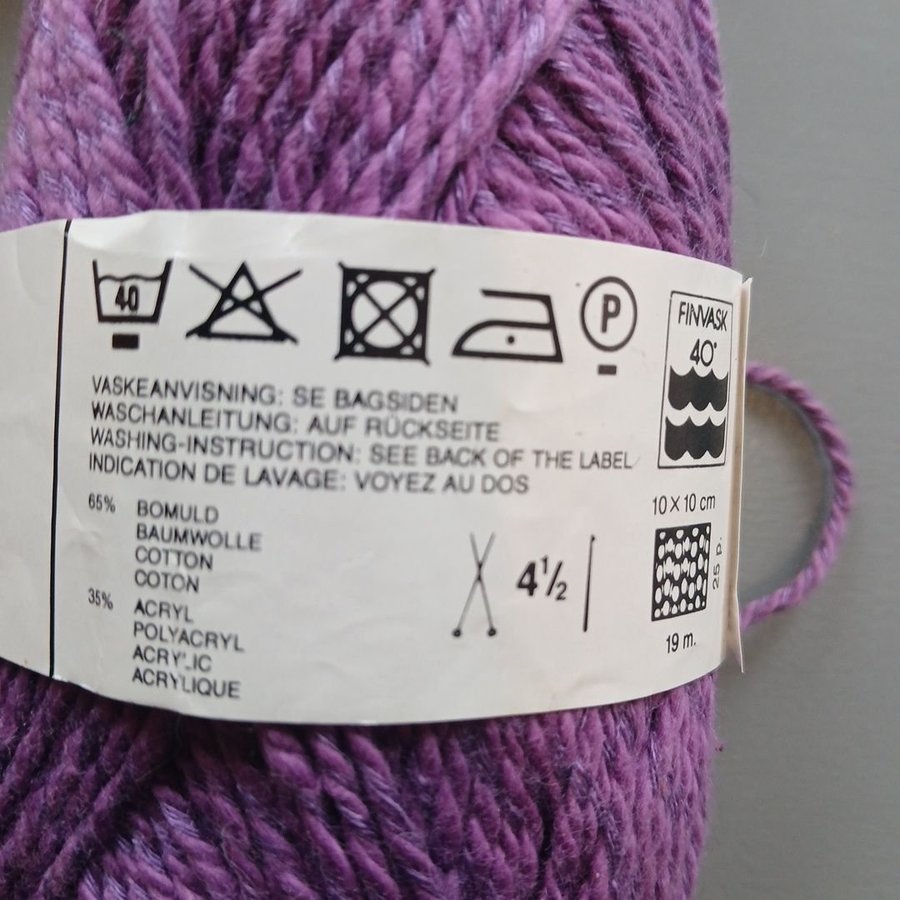 40
P
FINVASK
40°
VASKEANVISNING: SE BAGSIDEN
WASCHANLEITUNG: AUF RÜCKSEITE
WASHING-INSTRUCTION: SEE BACK OF THE LABEL
INDICATION DE LAVAGE: VOYEZ AU DOS
65% BOMULD
BAUMWOLLE
COTTON
COTON
35% ACRYL
POLYACRYL
ACRYLIC
ACRYLIQUE
4½
10 X 10 cm
25 p.
19 m.